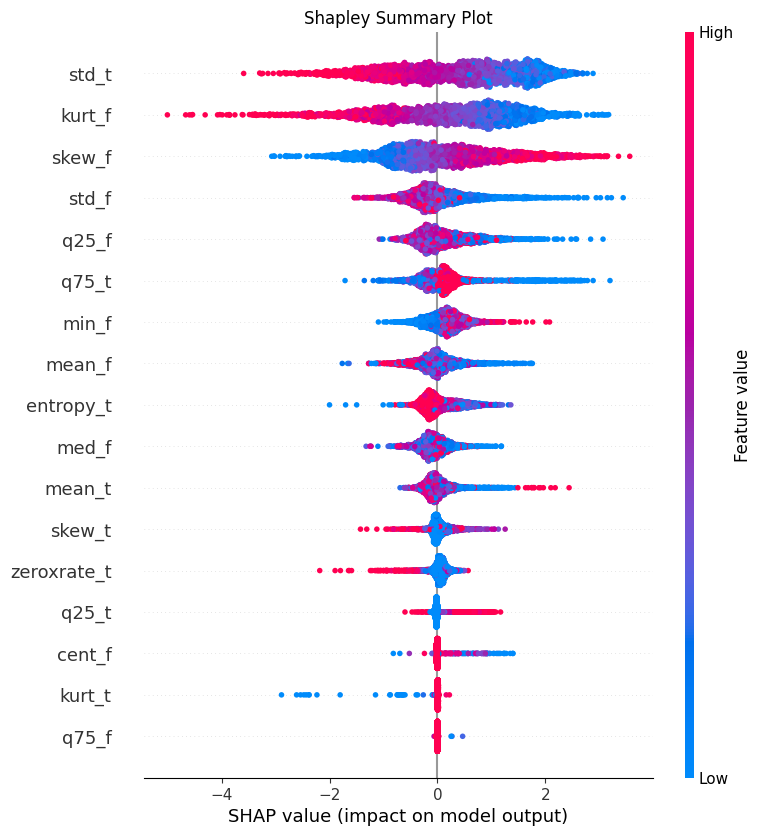 Shapley Summary Plot
High
std_t
kurt_f
skew_f
std_f
q25_f
q75_t
min_f
mean_f
entropy_t
med_f
mean_t
skew_t
zeroxrate_t
q25_t
cent_f
kurt_t
q75_f
Feature value
Low
−4 −2 0 2
SHAP value (impact on model output)